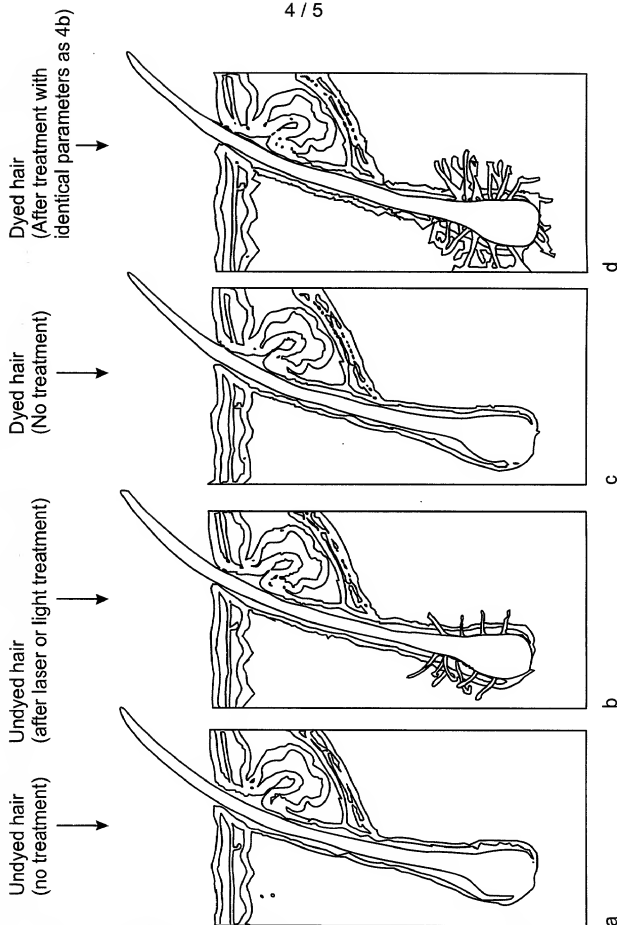 4 / 5
Undyed hair
(no treatment)
a
Undyed hair
(after laser or light treatment)
b
Dyed hair
(No treatment)
c
Dyed hair
(After treatment with
identical parameters as 4b)
d